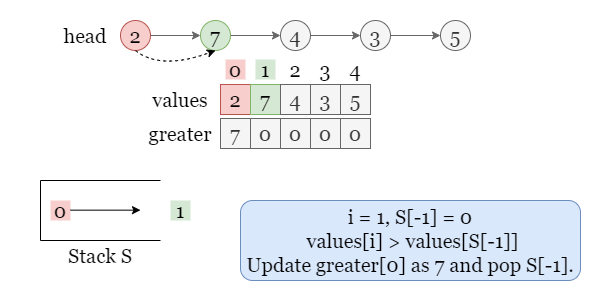 head 2 7 4 3 5
0 1 2 3 4
values 2 7 4 3 5
greater 7 0 0 0 0
0 1
Stack S
i = 1, S[-1] = 0
values[i] > values[S[-1]]
Update greater[0] as 7 and pop S[-1].